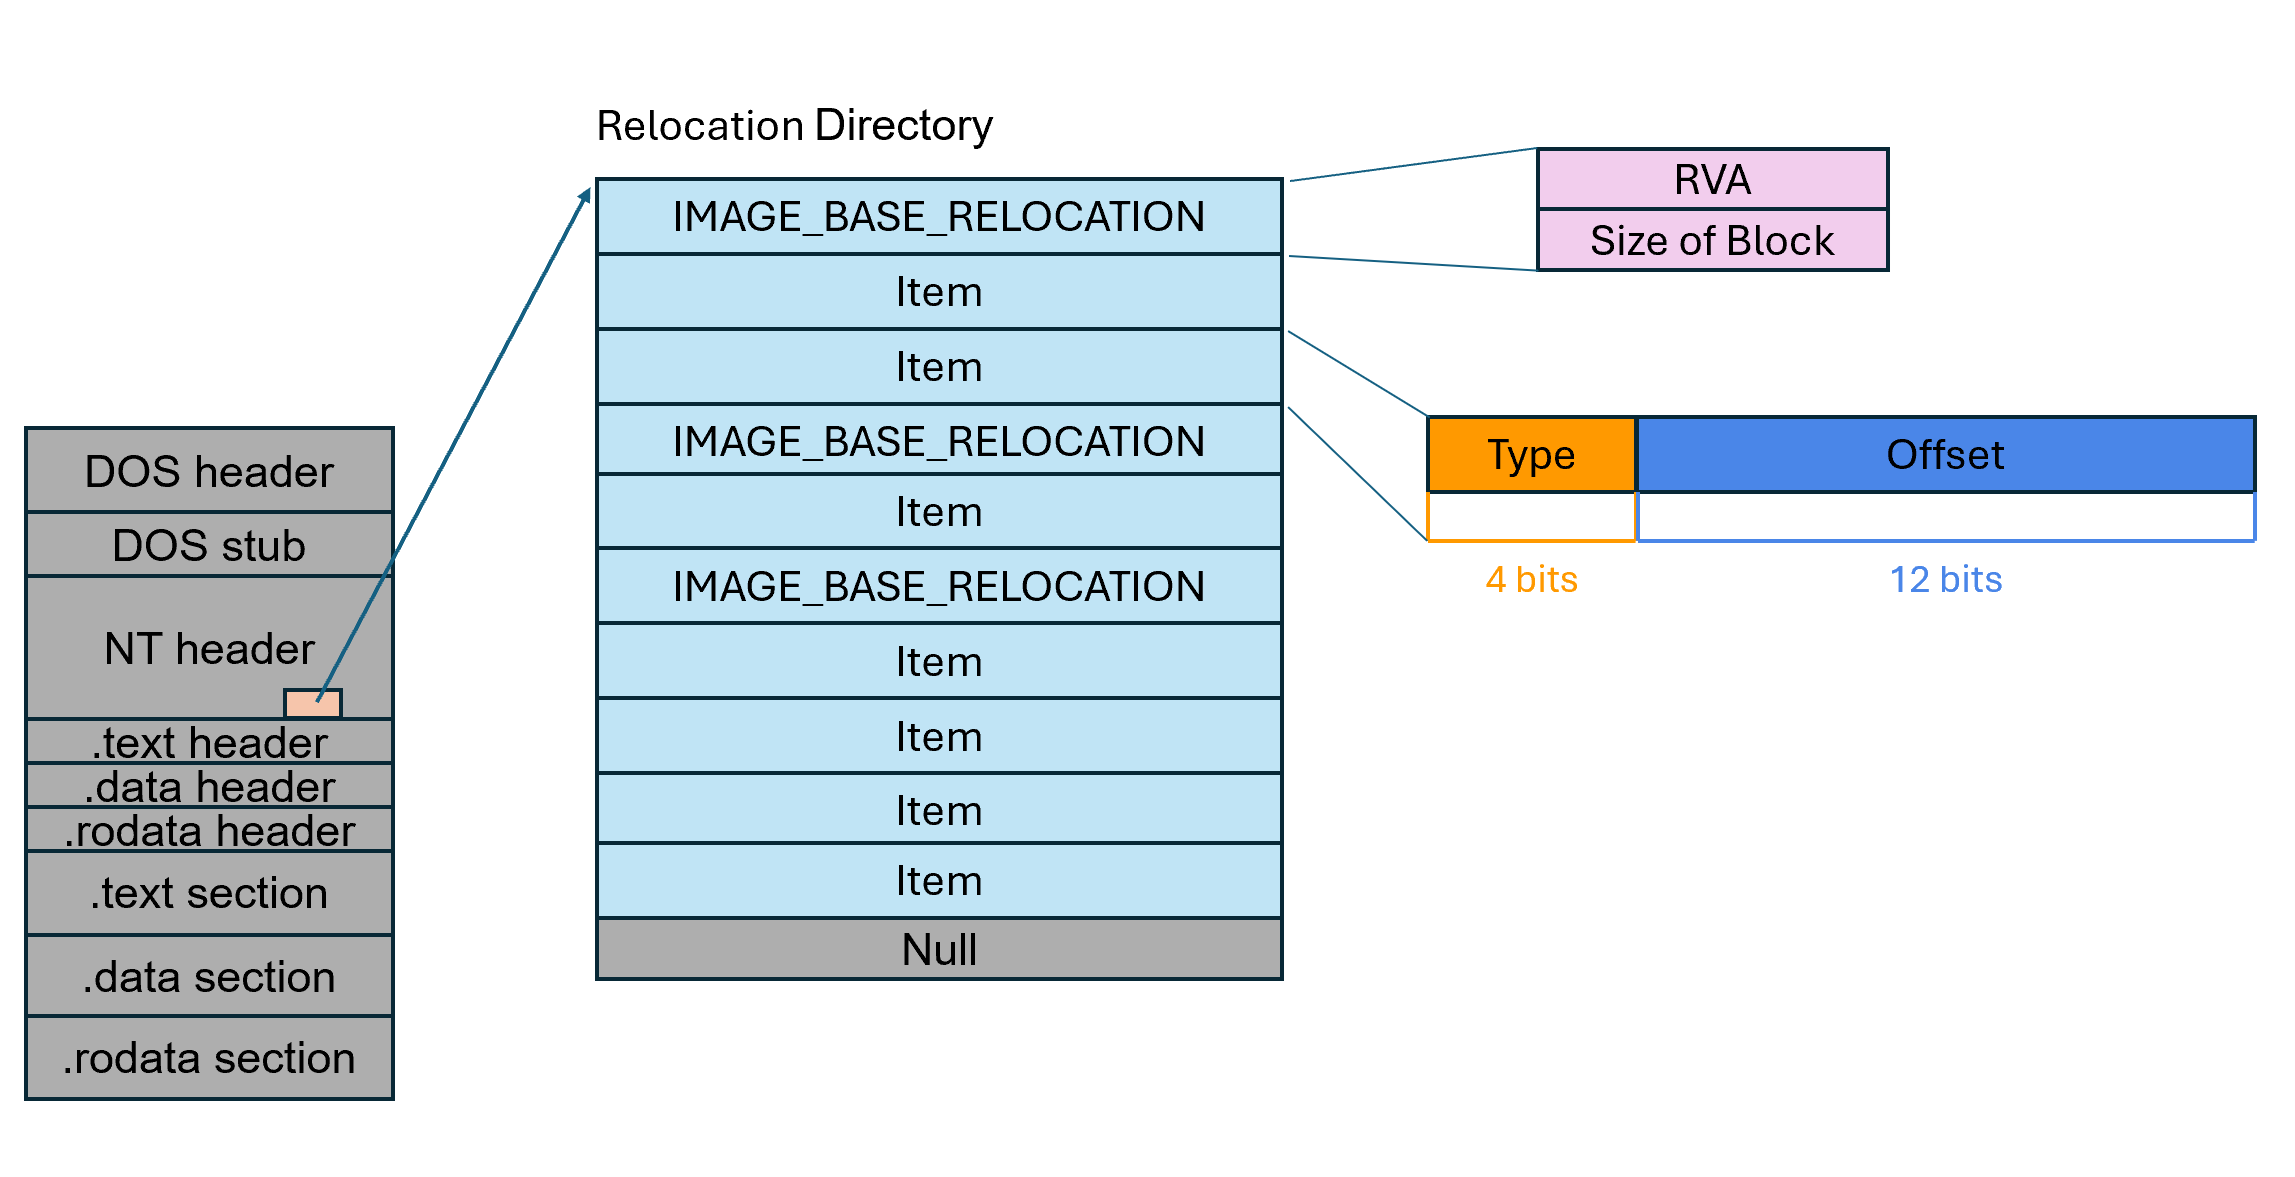 Relocation Directory
DOS header
DOS stub
NT header
.text header
.data header
.rodata header
.text section
.data section
.rodata section
IMAGE_BASE_RELOCATION
Item
Item
IMAGE_BASE_RELOCATION
Item
IMAGE_BASE_RELOCATION
Item
Item
Item
Item
Null
RVA
Size of Block
Type
Offset
4 bits
12 bits